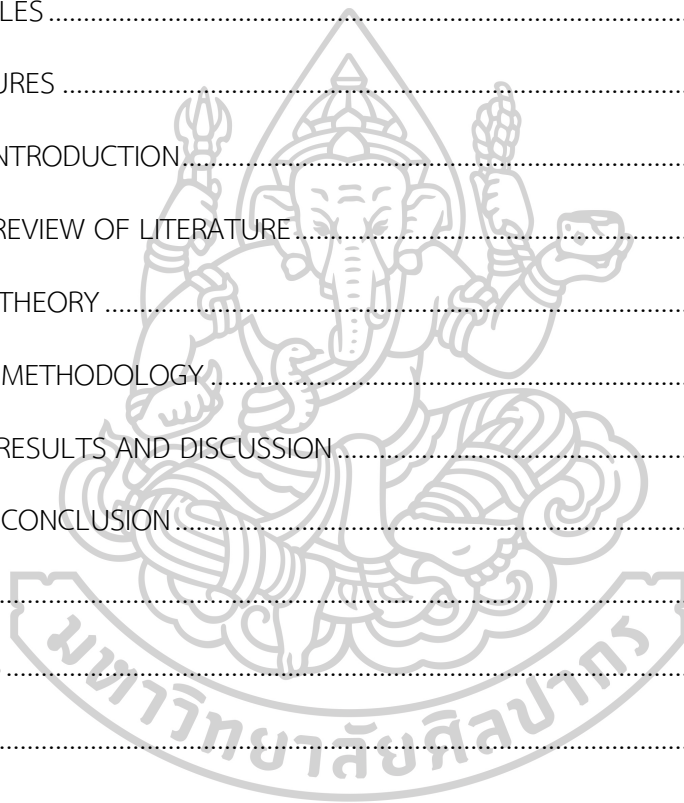 LES ........................................................................
URES ........................................................................
NTRODUCTION ........................................................................
REVIEW OF LITERATURE ........................................................................
THEORY ........................................................................
METHODOLOGY ........................................................................
RESULTS AND DISCUSSION ........................................................................
CONCLUSION ........................................................................
มหาวิทยาลัยศิลปากร